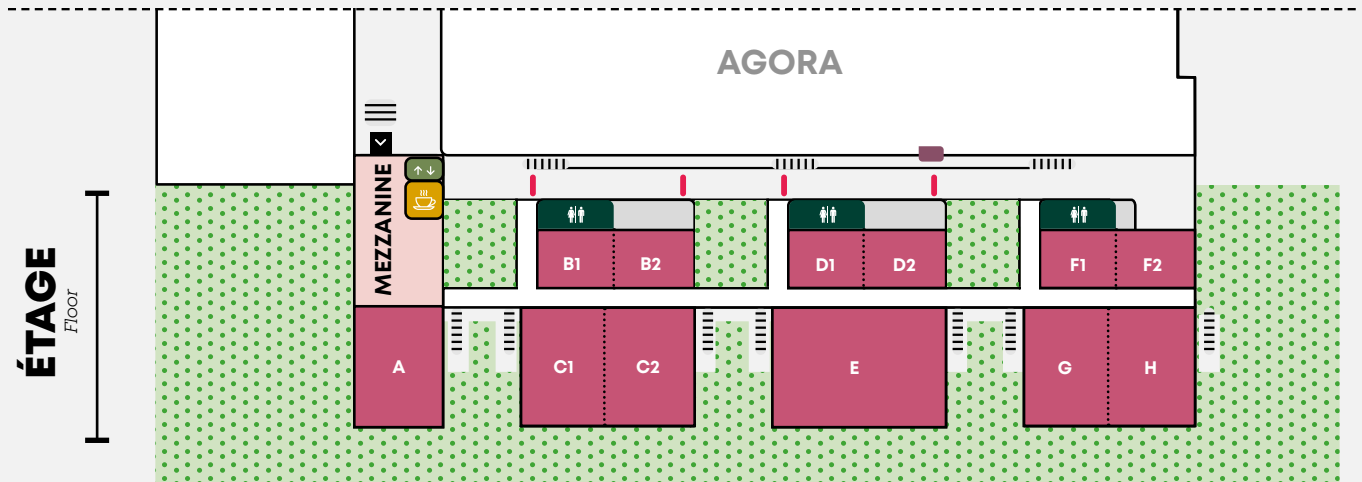 AGORA
MEZZANINE
ÉTAGE
Floor
B1
B2
D1
D2
F1
F2
A
C1
C2
E
G
H